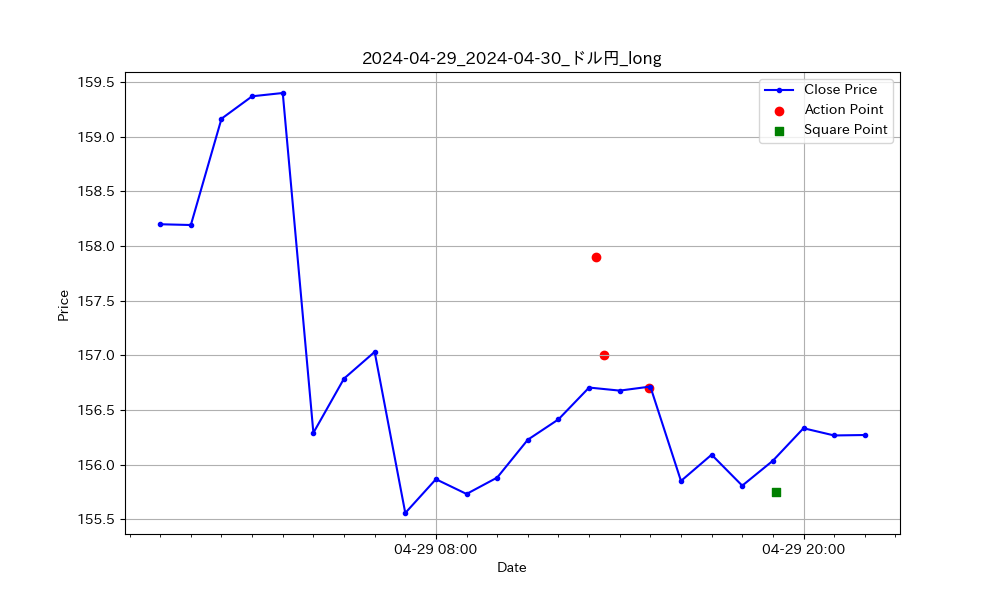 2024-04-29_2024-04-30_ドル円_long
Close Price
Action Point
Square Point
159.5
159.0
158.5
158.0
157.5
157.0
156.5
156.0
155.5
Price
04-29 08:00
04-29 20:00
Date